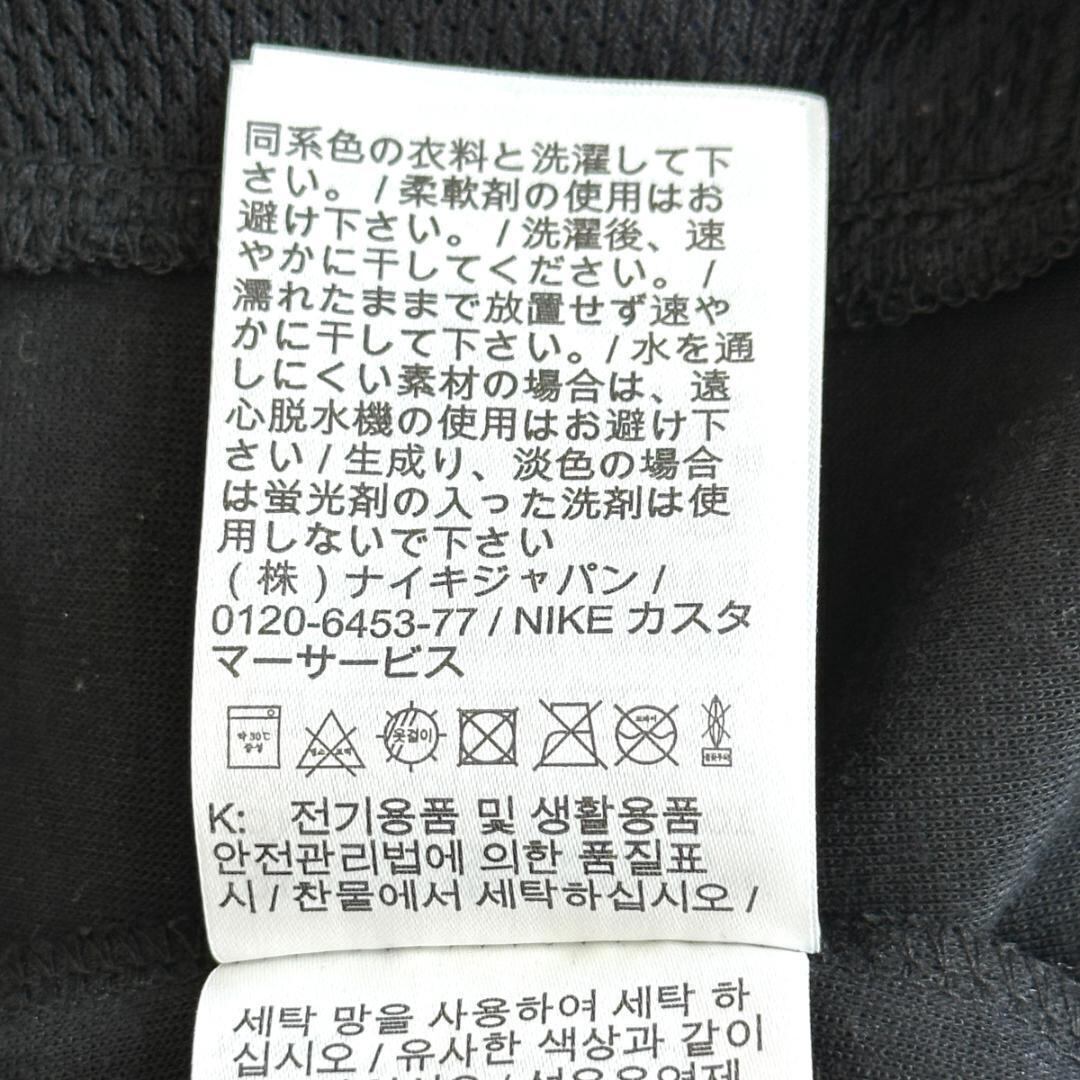 同系色の衣料と洗濯して下
さい。 / 柔軟剤の使用はお
避け下さい。 / 洗濯後、速
やかに干してください。 /
濡れたままで放置せず速や
かに干して下さい。/ 水を通
しにくい素材の場合は、遠
心脱水機の使用はお避け下
さい / 生成り、淡色の場合
は蛍光剤の入った洗剤は使
用しないで下さい
(株) ナイキジャパン /
0120-6453-77 / NIKE カスタ
マーサービス
약 30℃
중성
옷걸이
드라이
K: 전기용품 및 생활용품
안전관리법에 의한 품질표
시 / 찬물에서 세탁하십시오 /
세탁 망을 사용하여 세탁 하
십시오 / 유사한 색상과 같이